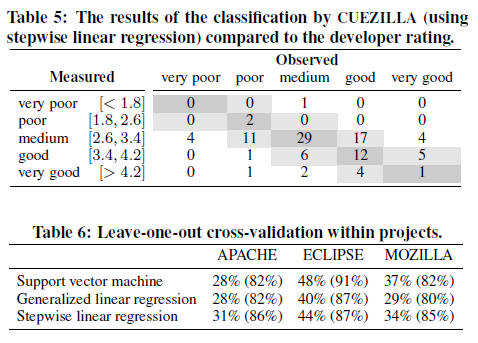 Table 5: The results of the classification by CUEZILLA (using
stepwise linear regression) compared to the developer rating.
Observed
Measured very poor poor medium good very good
very poor [< 1.8] 0 0 1 0 0
poor [1.8, 2.6] 0 2 0 0 0
medium [2.6, 3.4] 4 11 29 17 4
good [3.4, 4.2] 0 1 6 12 5
very good [> 4.2] 0 1 2 4 1
Table 6: Leave-one-out cross-validation within projects.
APACHE ECLIPSE MOZILLA
Support vector machine 28% (82%) 48% (91%) 37% (82%)
Generalized linear regression 28% (82%) 40% (87%) 29% (80%)
Stepwise linear regression 31% (86%) 44% (87%) 34% (85%)